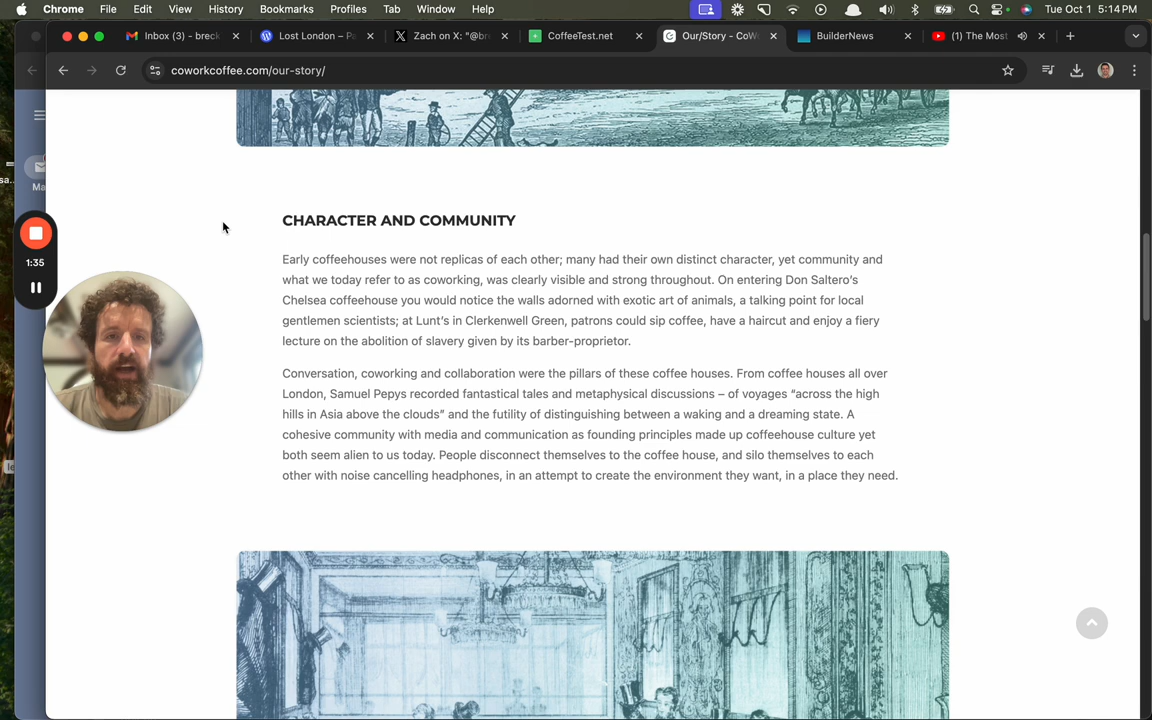 Chrome File Edit View History Bookmarks Profiles Tab Window Help Tue Oct 1 5:14 PM
Inbox (3) - breck Lost London – Pa Zach on X: "@bre CoffeeTest.net Our/Story - CoWo BuilderNews (1) The Most
coworkcoffee.com/our-story/
Ma
1:35
CHARACTER AND COMMUNITY
Early coffeehouses were not replicas of each other; many had their own distinct character, yet community and
what we today refer to as coworking, was clearly visible and strong throughout. On entering Don Saltero’s
Chelsea coffeehouse you would notice the walls adorned with exotic art of animals, a talking point for local
gentlemen scientists; at Lunt’s in Clerkenwell Green, patrons could sip coffee, have a haircut and enjoy a fiery
lecture on the abolition of slavery given by its barber-proprietor.
Conversation, coworking and collaboration were the pillars of these coffee houses. From coffee houses all over
London, Samuel Pepys recorded fantastical tales and metaphysical discussions – of voyages “across the high
hills in Asia above the clouds” and the futility of distinguishing between a waking and a dreaming state. A
cohesive community with media and communication as founding principles made up coffeehouse culture yet
both seem alien to us today. People disconnect themselves to the coffee house, and silo themselves to each
other with noise cancelling headphones, in an attempt to create the environment they want, in a place they need.